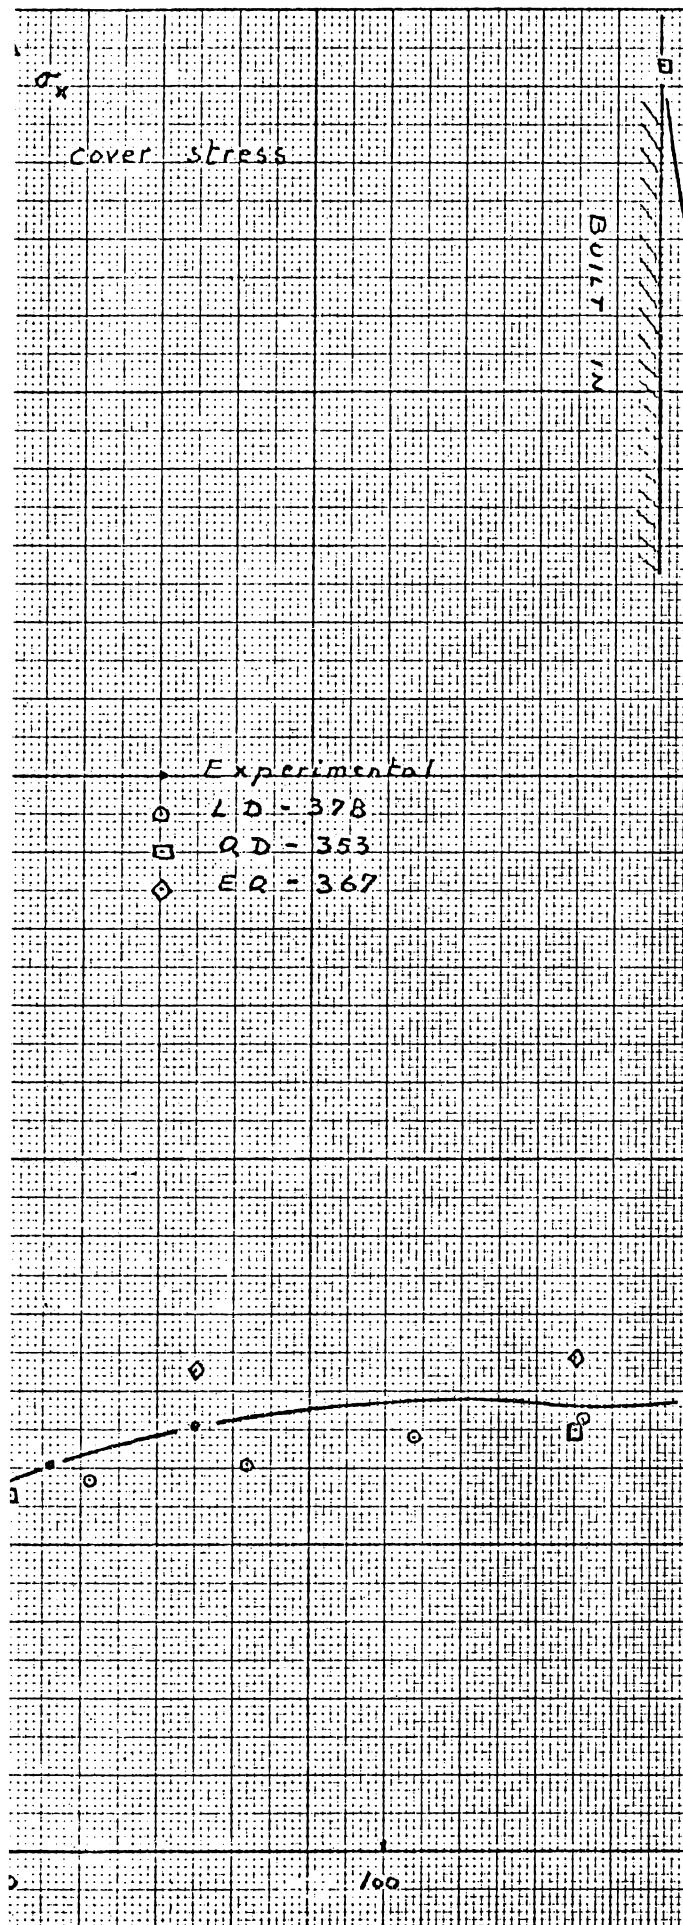 σx
cover stress
BUILT IN
Experimental
LD - 378
QD - 353
EQ - 367
100